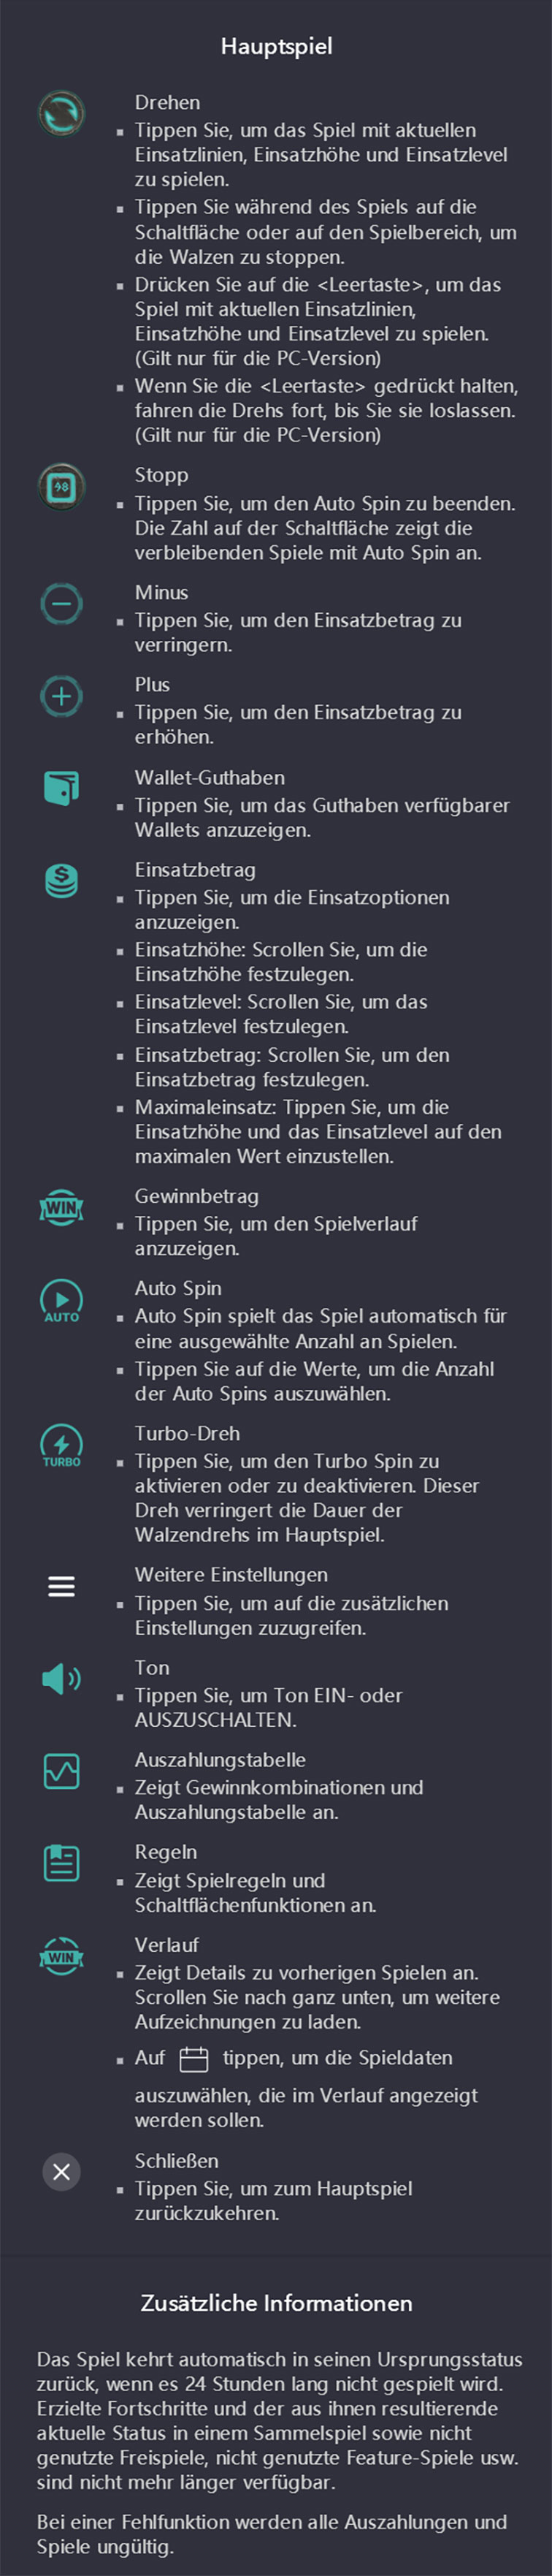 Hauptspiel
Drehen
▪ Tippen Sie, um das Spiel mit aktuellen
Einsatzlinien, Einsatzhöhe und Einsatzlevel
zu spielen.
▪ Tippen Sie während des Spiels auf die
Schaltfläche oder auf den Spielbereich, um
die Walzen zu stoppen.
▪ Drücken Sie auf die <Leertaste>, um das
Spiel mit aktuellen Einsatzlinien,
Einsatzhöhe und Einsatzlevel zu spielen.
(Gilt nur für die PC-Version)
▪ Wenn Sie die <Leertaste> gedrückt halten,
fahren die Drehs fort, bis Sie sie loslassen.
(Gilt nur für die PC-Version)
48
Stopp
▪ Tippen Sie, um den Auto Spin zu beenden.
Die Zahl auf der Schaltfläche zeigt die
verbleibenden Spiele mit Auto Spin an.
Minus
▪ Tippen Sie, um den Einsatzbetrag zu
verringern.
Plus
▪ Tippen Sie, um den Einsatzbetrag zu
erhöhen.
Wallet-Guthaben
▪ Tippen Sie, um das Guthaben verfügbarer
Wallets anzuzeigen.
Einsatzbetrag
▪ Tippen Sie, um die Einsatzoptionen
anzuzeigen.
▪ Einsatzhöhe: Scrollen Sie, um die
Einsatzhöhe festzulegen.
▪ Einsatzlevel: Scrollen Sie, um das
Einsatzlevel festzulegen.
▪ Einsatzbetrag: Scrollen Sie, um den
Einsatzbetrag festzulegen.
▪ Maximaleinsatz: Tippen Sie, um die
Einsatzhöhe und das Einsatzlevel auf den
maximalen Wert einzustellen.
WIN
Gewinnbetrag
▪ Tippen Sie, um den Spielverlauf
anzuzeigen.
AUTO
Auto Spin
▪ Auto Spin spielt das Spiel automatisch für
eine ausgewählte Anzahl an Spielen.
▪ Tippen Sie auf die Werte, um die Anzahl
der Auto Spins auszuwählen.
TURBO
Turbo-Dreh
▪ Tippen Sie, um den Turbo Spin zu
aktivieren oder zu deaktivieren. Dieser
Dreh verringert die Dauer der
Walzendrehs im Hauptspiel.
Weitere Einstellungen
▪ Tippen Sie, um auf die zusätzlichen
Einstellungen zuzugreifen.
Ton
▪ Tippen Sie, um Ton EIN- oder
AUSZUSCHALTEN.
Auszahlungstabelle
▪ Zeigt Gewinnkombinationen und
Auszahlungstabelle an.
Regeln
▪ Zeigt Spielregeln und
Schaltflächenfunktionen an.
WIN
Verlauf
▪ Zeigt Details zu vorherigen Spielen an.
Scrollen Sie nach ganz unten, um weitere
Aufzeichnungen zu laden.
▪ Auf tippen, um die Spieldaten
auszuwählen, die im Verlauf angezeigt
werden sollen.
Schließen
▪ Tippen Sie, um zum Hauptspiel
zurückzukehren.
Zusätzliche Informationen
Das Spiel kehrt automatisch in seinen Ursprungsstatus
zurück, wenn es 24 Stunden lang nicht gespielt wird.
Erzielte Fortschritte und der aus ihnen resultierende
aktuelle Status in einem Sammelspiel sowie nicht
genutzte Freispiele, nicht genutzte Feature-Spiele usw.
sind nicht mehr länger verfügbar.
Bei einer Fehlfunktion werden alle Auszahlungen und
Spiele ungültig.